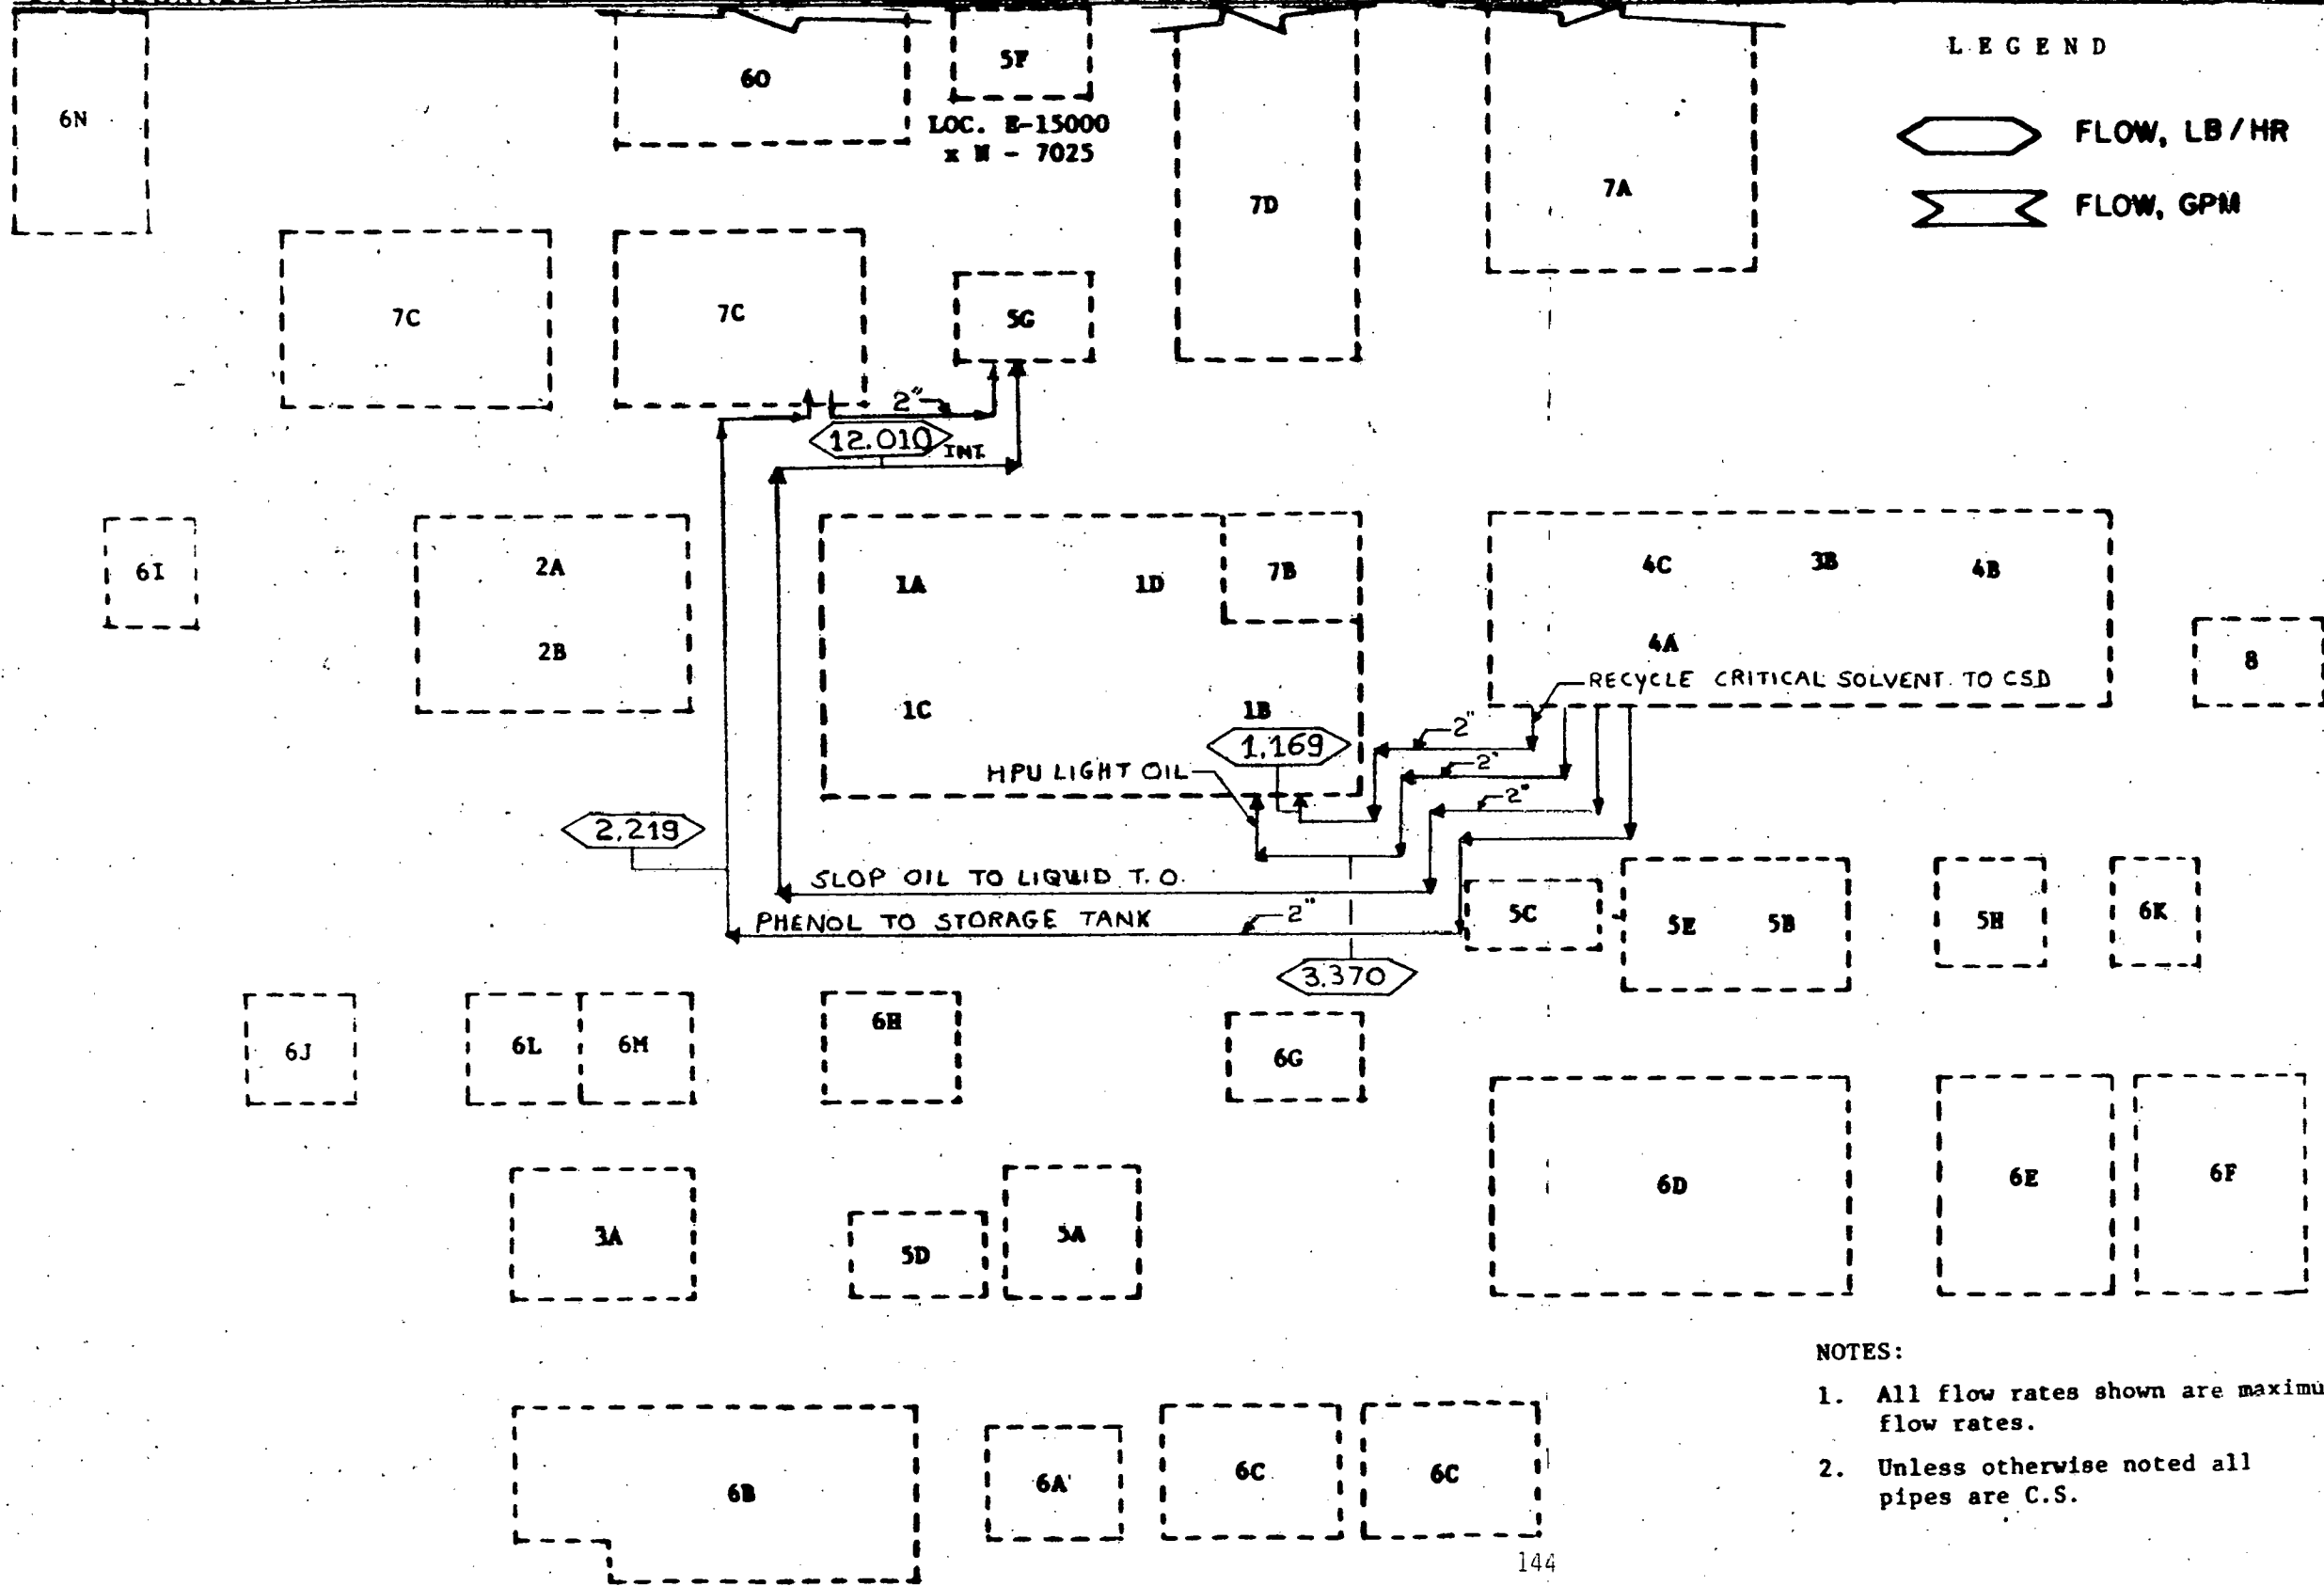 LEGEND
6N
60
5F
LOC. E-15000
x N - 7025
7D
7A
FLOW, LB/HR
FLOW, GPM
7C
7C
5G
2"
12.010
INT.
6I
2A
2B
1A
1D
7B
1C
1B
4C
3B
4B
4A
8
RECYCLE CRITICAL SOLVENT TO CSD
1,169
2"
HPU LIGHT OIL
2"
2"
2,219
SLOP OIL TO LIQUID T.O.
PHENOL TO STORAGE TANK
2"
5C
5E
5B
5H
6K
3,370
6J
6L
6M
6H
6G
3A
5D
5A
6D
6E
6F
NOTES:
1. All flow rates shown are maximu
flow rates.
2. Unless otherwise noted all
pipes are C.S.
6B
6A
6C
6C
144